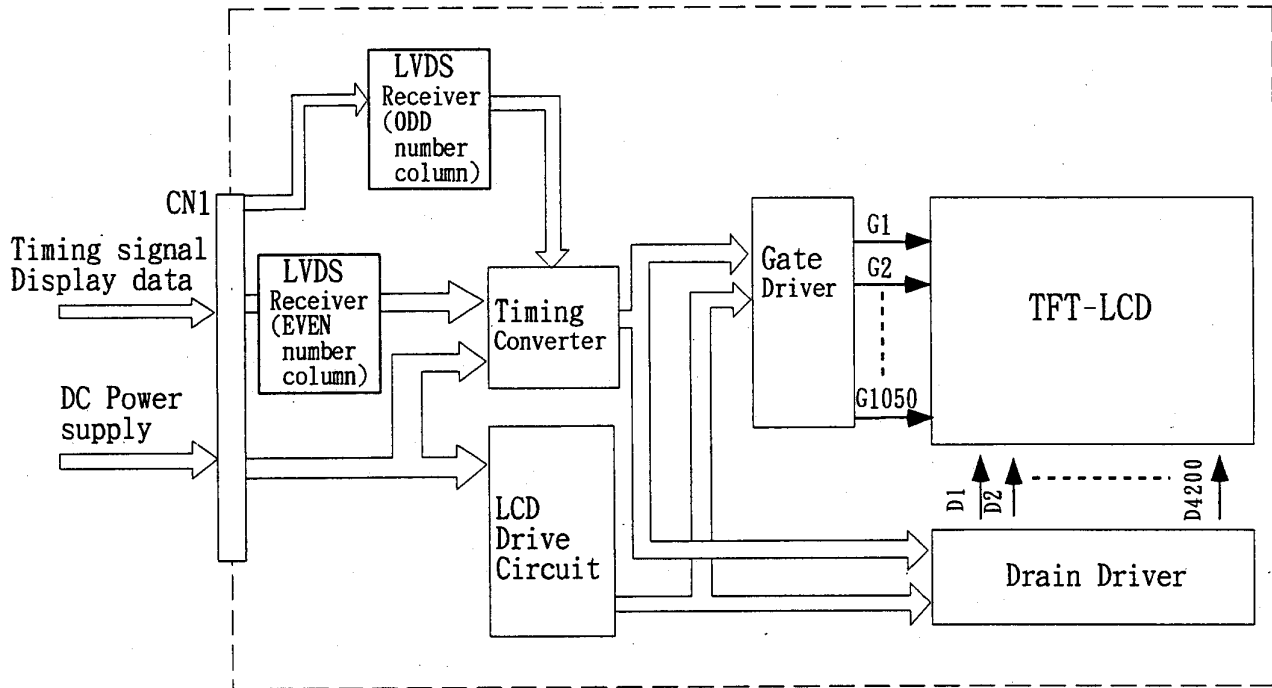 LVDS
Receiver
(ODD
number
column)
CN1
Timing signal
Display data
LVDS
Receiver
(EVEN
number
column)
Timing
Converter
Gate
Driver
G1
G2
G1050
TFT-LCD
DC Power
supply
LCD
Drive
Circuit
D1
D2
D4200
Drain Driver